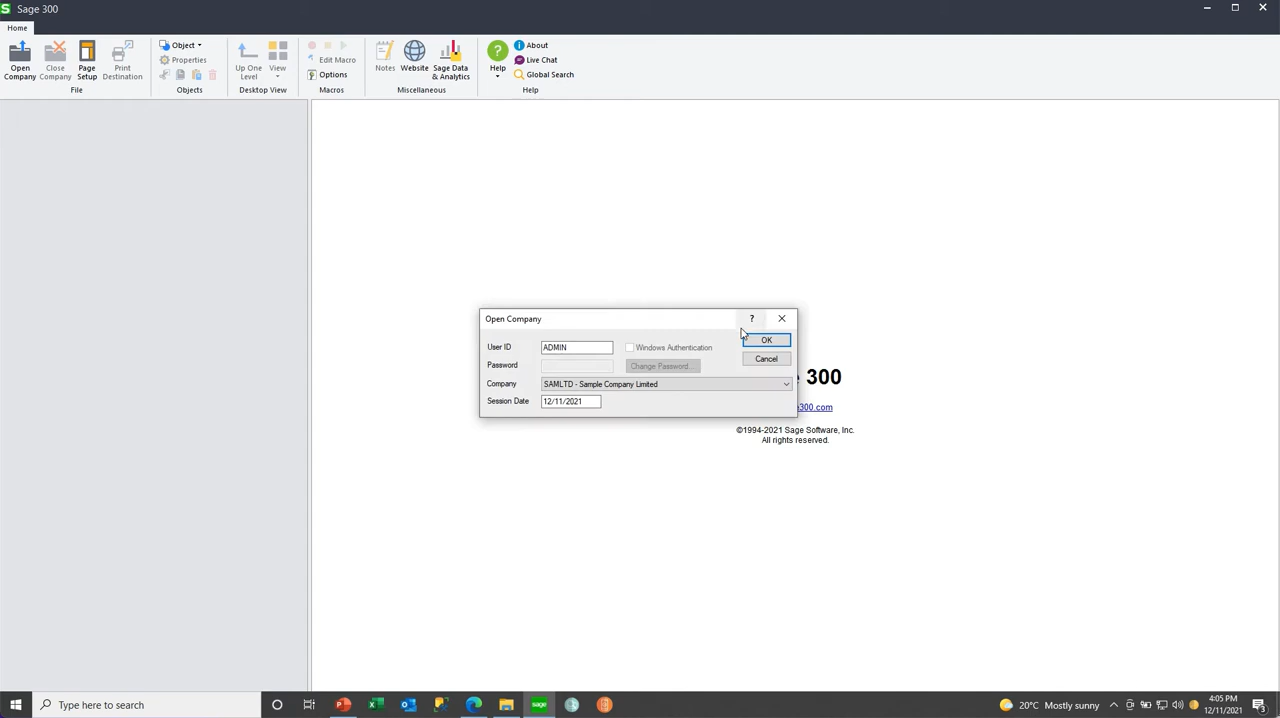 S Sage 300
Home
Open Company
Close Company
Page Setup
Print Destination
File
Object
Properties
Objects
Up One Level
View
Desktop View
Edit Macro
Options
Macros
Notes
Website
Sage Data & Analytics
Miscellaneous
Help
About
Live Chat
Global Search
Help
Open Company
?
User ID ADMIN Windows Authentication OK
Password Change Password... Cancel
Company SAMLTD - Sample Company Limited
Session Date 12/11/2021
300
300.com
©1994-2021 Sage Software, Inc.
All rights reserved.
Type here to search
sage
20°C Mostly sunny
4:05 PM
12/11/2021
3